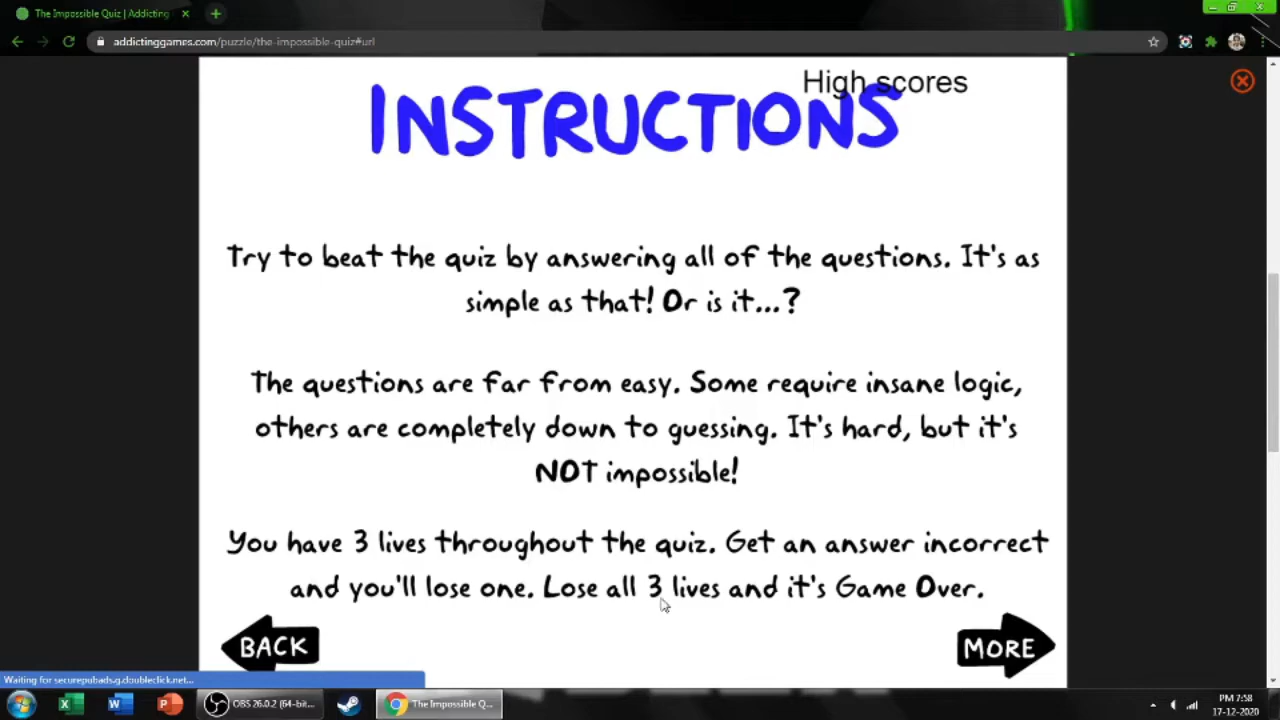 The Impossible Quiz | Addicting
addictinggames.com/puzzle/the-impossible-quiz#url
High scores
INSTRUCTIONS
Try to beat the quiz by answering all of the questions. It's as
simple as that! Or is it...?
The questions are far from easy. Some require insane logic,
others are completely down to guessing. It's hard, but it's
NOT impossible!
You have 3 lives throughout the quiz. Get an answer incorrect
and you'll lose one. Lose all 3 lives and it's Game Over.
BACK
MORE
Waiting for securepubads.g.doubleclick.net...
OBS 26.0.2 (64-bit...
The Impossible Q...
PM 7:58
17-12-2020